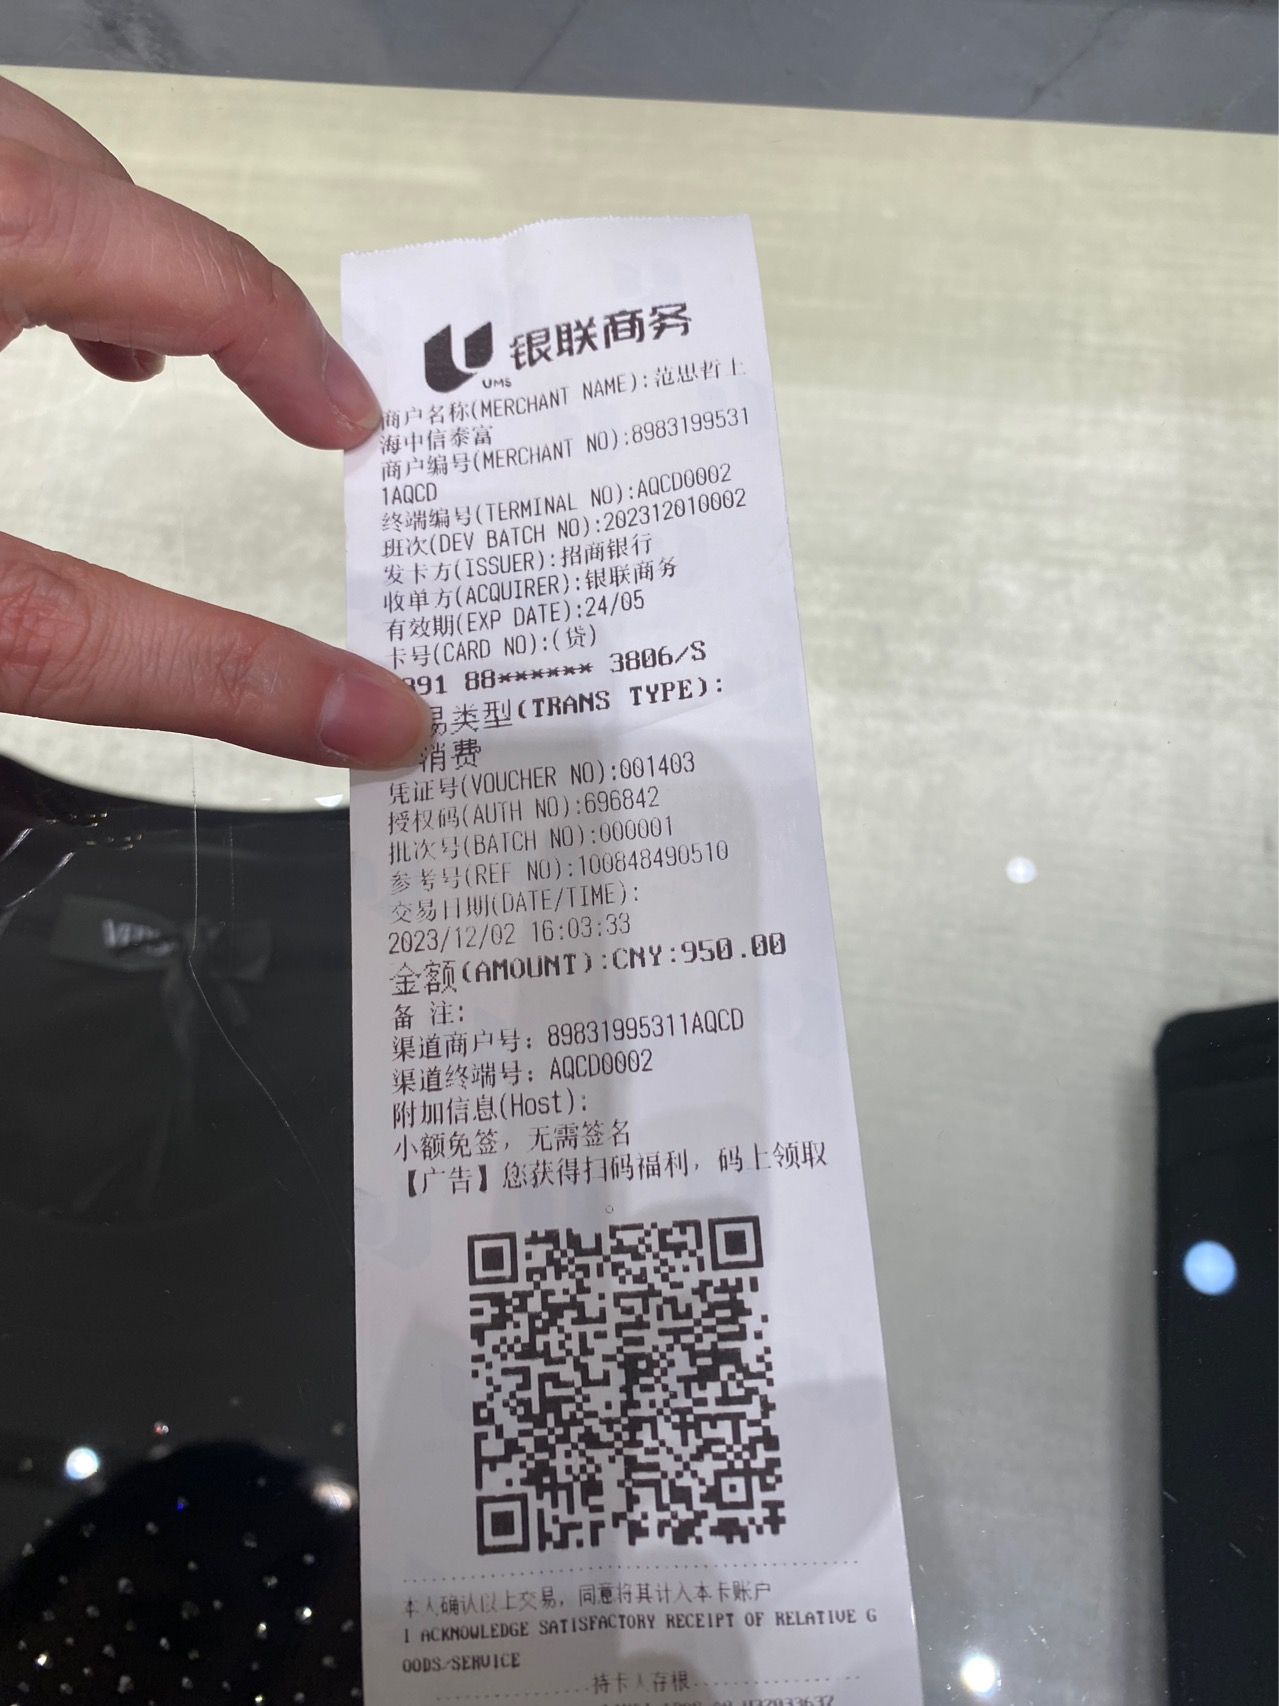 银联商务
UMS
商户名称(MERCHANT NAME):范思哲上
海中信泰富
商户编号(MERCHANT NO):8983199531
1AQCD
终端编号(TERMINAL NO):AQCD0002
班次(DEV BATCH NO):202312010002
发卡方(ISSUER):招商银行
收单方(ACQUIRER):银联商务
有效期(EXP DATE):24/05
卡号(CARD NO):(贷)
91 88****** 3806/S
易类型(TRANS TYPE):
消费
凭证号(VOUCHER NO):001403
授权码(AUTH NO):696842
批次号(BATCH NO):000001
参考号(REF NO):100848490510
交易日期(DATE/TIME):
2023/12/02 16:03:33
金额(AMOUNT):CNY:950.00
备 注:
渠道商户号: 89831995311AQCD
渠道终端号: AQCD0002
附加信息(Host):
小额免签，无需签名
【广告】您获得扫码福利，码上领取
。
本人确认以上交易，同意将其计入本卡账户
I ACKNOWLEDGE SATISFACTORY RECEIPT OF RELATIVE G
OODS/SERVICE
持卡人存根